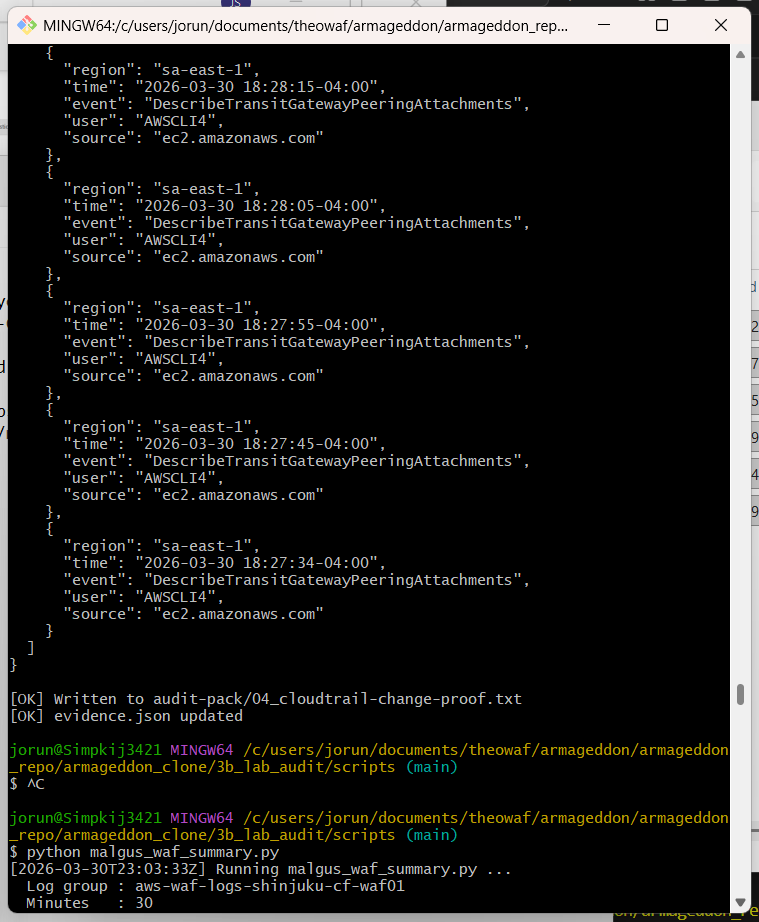 JS
MINGW64:/c/users/jorun/documents/theowaf/armageddon/armageddon_rep...
{
"region": "sa-east-1",
"time": "2026-03-30 18:28:15-04:00",
"event": "DescribeTransitGatewayPeeringAttachments",
"user": "AWSCLI4",
"source": "ec2.amazonaws.com"
},
{
"region": "sa-east-1",
"time": "2026-03-30 18:28:05-04:00",
"event": "DescribeTransitGatewayPeeringAttachments",
"user": "AWSCLI4",
"source": "ec2.amazonaws.com"
},
{
"region": "sa-east-1",
"time": "2026-03-30 18:27:55-04:00",
"event": "DescribeTransitGatewayPeeringAttachments",
"user": "AWSCLI4",
"source": "ec2.amazonaws.com"
},
{
"region": "sa-east-1",
"time": "2026-03-30 18:27:45-04:00",
"event": "DescribeTransitGatewayPeeringAttachments",
"user": "AWSCLI4",
"source": "ec2.amazonaws.com"
},
{
"region": "sa-east-1",
"time": "2026-03-30 18:27:34-04:00",
"event": "DescribeTransitGatewayPeeringAttachments",
"user": "AWSCLI4",
"source": "ec2.amazonaws.com"
}
]
}
[OK] Written to audit-pack/04_cloudtrail-change-proof.txt
[OK] evidence.json updated
jorun@Simpkij3421 MINGW64 /c/users/jorun/documents/theowaf/armageddon/armageddon
_repo/armageddon_clone/3b_lab_audit/scripts (main)
$ ^C
jorun@Simpkij3421 MINGW64 /c/users/jorun/documents/theowaf/armageddon/armageddon
_repo/armageddon_clone/3b_lab_audit/scripts (main)
$ python malgus_waf_summary.py
[2026-03-30T23:03:33Z] Running malgus_waf_summary.py ...
Log group : aws-waf-logs-shinjuku-cf-waf01
Minutes : 30